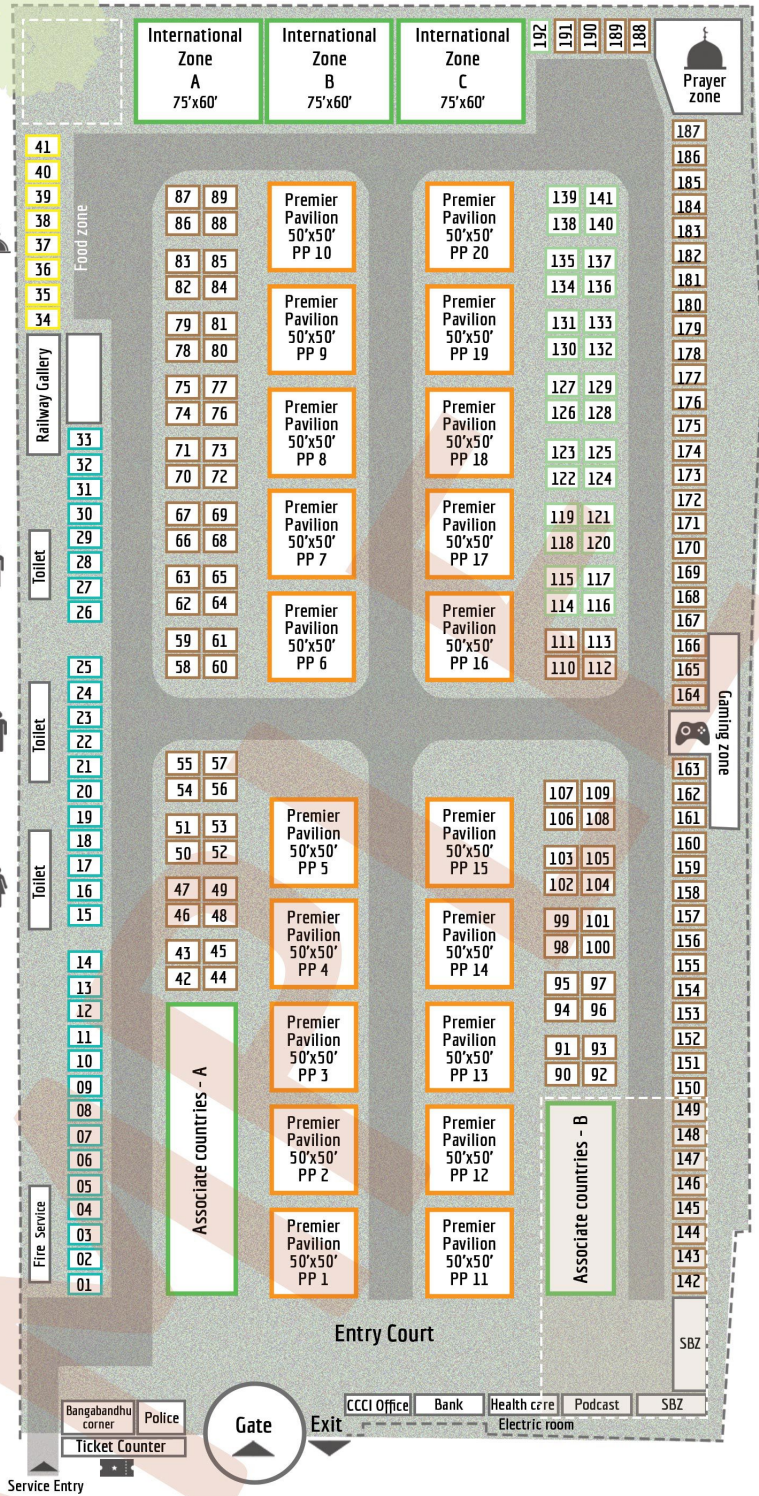 International
Zone
A
75'x60'
International
Zone
B
75'x60'
International
Zone
C
75'x60'
192
191
190
189
188
Prayer
zone
41
40
39
38
37
36
35
34
Food zone
Railway Gallery
33
32
31
30
29
28
27
26
Toilet
25
24
23
22
21
20
19
18
17
16
15
Toilet
Toilet
14
13
12
11
10
09
08
07
06
05
04
03
02
01
Fire Service
87 89
86 88
83 85
82 84
79 81
78 80
75 77
74 76
71 73
70 72
67 69
66 68
63 65
62 64
59 61
58 60
55 57
54 56
51 53
50 52
47 49
46 48
43 45
42 44
Associate countries - A
Premier
Pavilion
50'x50'
PP 10
Premier
Pavilion
50'x50'
PP 9
Premier
Pavilion
50'x50'
PP 8
Premier
Pavilion
50'x50'
PP 7
Premier
Pavilion
50'x50'
PP 6
Premier
Pavilion
50'x50'
PP 5
Premier
Pavilion
50'x50'
PP 4
Premier
Pavilion
50'x50'
PP 3
Premier
Pavilion
50'x50'
PP 2
Premier
Pavilion
50'x50'
PP 1
Premier
Pavilion
50'x50'
PP 20
Premier
Pavilion
50'x50'
PP 19
Premier
Pavilion
50'x50'
PP 18
Premier
Pavilion
50'x50'
PP 17
Premier
Pavilion
50'x50'
PP 16
Premier
Pavilion
50'x50'
PP 15
Premier
Pavilion
50'x50'
PP 14
Premier
Pavilion
50'x50'
PP 13
Premier
Pavilion
50'x50'
PP 12
Premier
Pavilion
50'x50'
PP 11
139 141
138 140
135 137
134 136
131 133
130 132
127 129
126 128
123 125
122 124
119 121
118 120
115 117
114 116
111 113
110 112
107 109
106 108
103 105
102 104
99 101
98 100
95 97
94 96
91 93
90 92
Associate countries - B
187
186
185
184
183
182
181
180
179
178
177
176
175
174
173
172
171
170
169
168
167
166
165
164
Gaming zone
163
162
161
160
159
158
157
156
155
154
153
152
151
150
149
148
147
146
145
144
143
142
SBZ
Entry Court
Bangabandhu
corner
Police
Ticket Counter
Gate
Exit
CCCI Office
Bank
Health care
Podcast
SBZ
Electric room
Service Entry